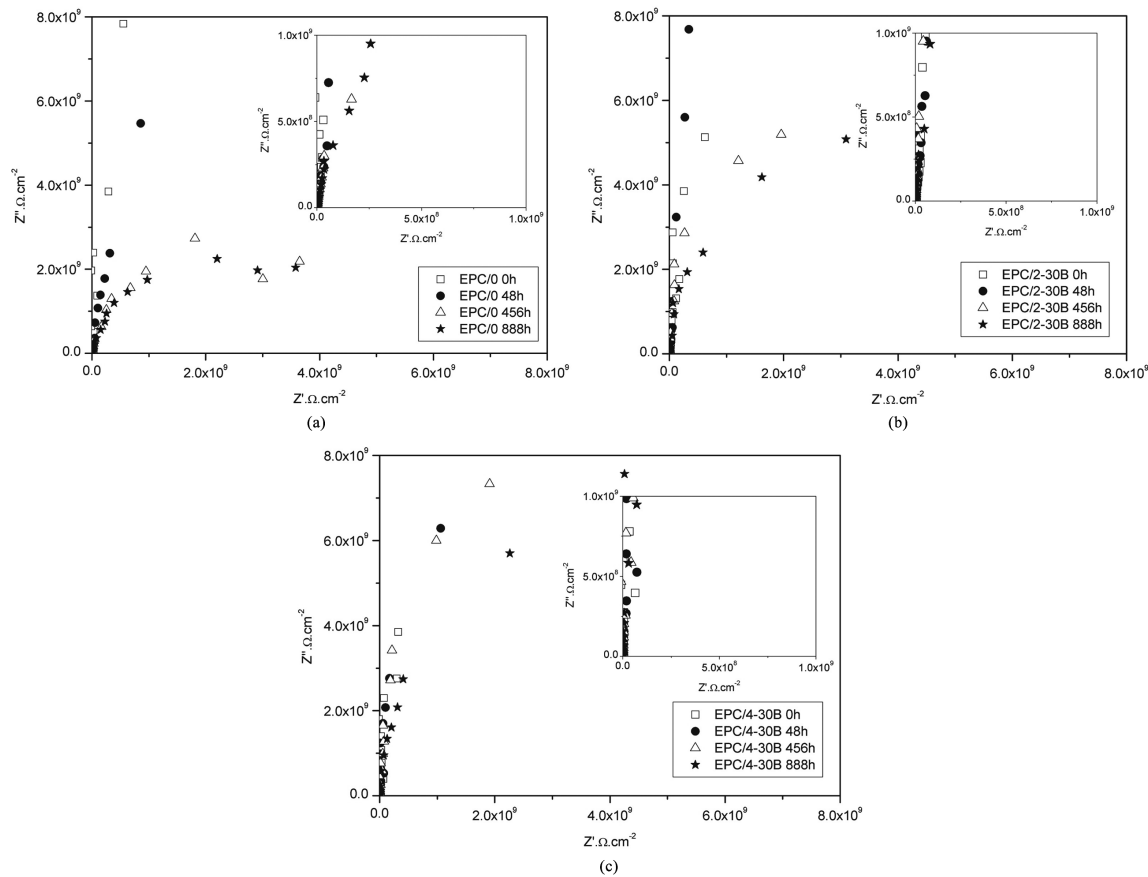 8.0x10⁹
6.0x10⁹
4.0x10⁹
2.0x10⁹
0.0
Z''.Ω.cm⁻²
0.0 2.0x10⁹ 4.0x10⁹ 6.0x10⁹ 8.0x10⁹
Z'.Ω.cm⁻²
1.0x10⁹
5.0x10⁸
0.0
Z''.Ω.cm⁻²
0.0 5.0x10⁸ 1.0x10⁹
Z'.Ω.cm⁻²
EPC/0 0h
EPC/0 48h
EPC/0 456h
EPC/0 888h
(a)
8.0x10⁹
6.0x10⁹
4.0x10⁹
2.0x10⁹
0.0
Z''.Ω.cm⁻²
0.0 2.0x10⁹ 4.0x10⁹ 6.0x10⁹ 8.0x10⁹
Z'.Ω.cm⁻²
1.0x10⁹
5.0x10⁸
0.0
Z''.Ω.cm⁻²
0.0 5.0x10⁸ 1.0x10⁹
Z'.Ω.cm⁻²
EPC/2-30B 0h
EPC/2-30B 48h
EPC/2-30B 456h
EPC/2-30B 888h
(b)
8.0x10⁹
6.0x10⁹
4.0x10⁹
2.0x10⁹
0.0
Z''.Ω.cm⁻²
0.0 2.0x10⁹ 4.0x10⁹ 6.0x10⁹ 8.0x10⁹
Z'.Ω.cm⁻²
1.0x10⁹
5.0x10⁸
0.0
Z''.Ω.cm⁻²
0.0 5.0x10⁸ 1.0x10⁹
Z'.Ω.cm⁻²
EPC/4-30B 0h
EPC/4-30B 48h
EPC/4-30B 456h
EPC/4-30B 888h
(c)